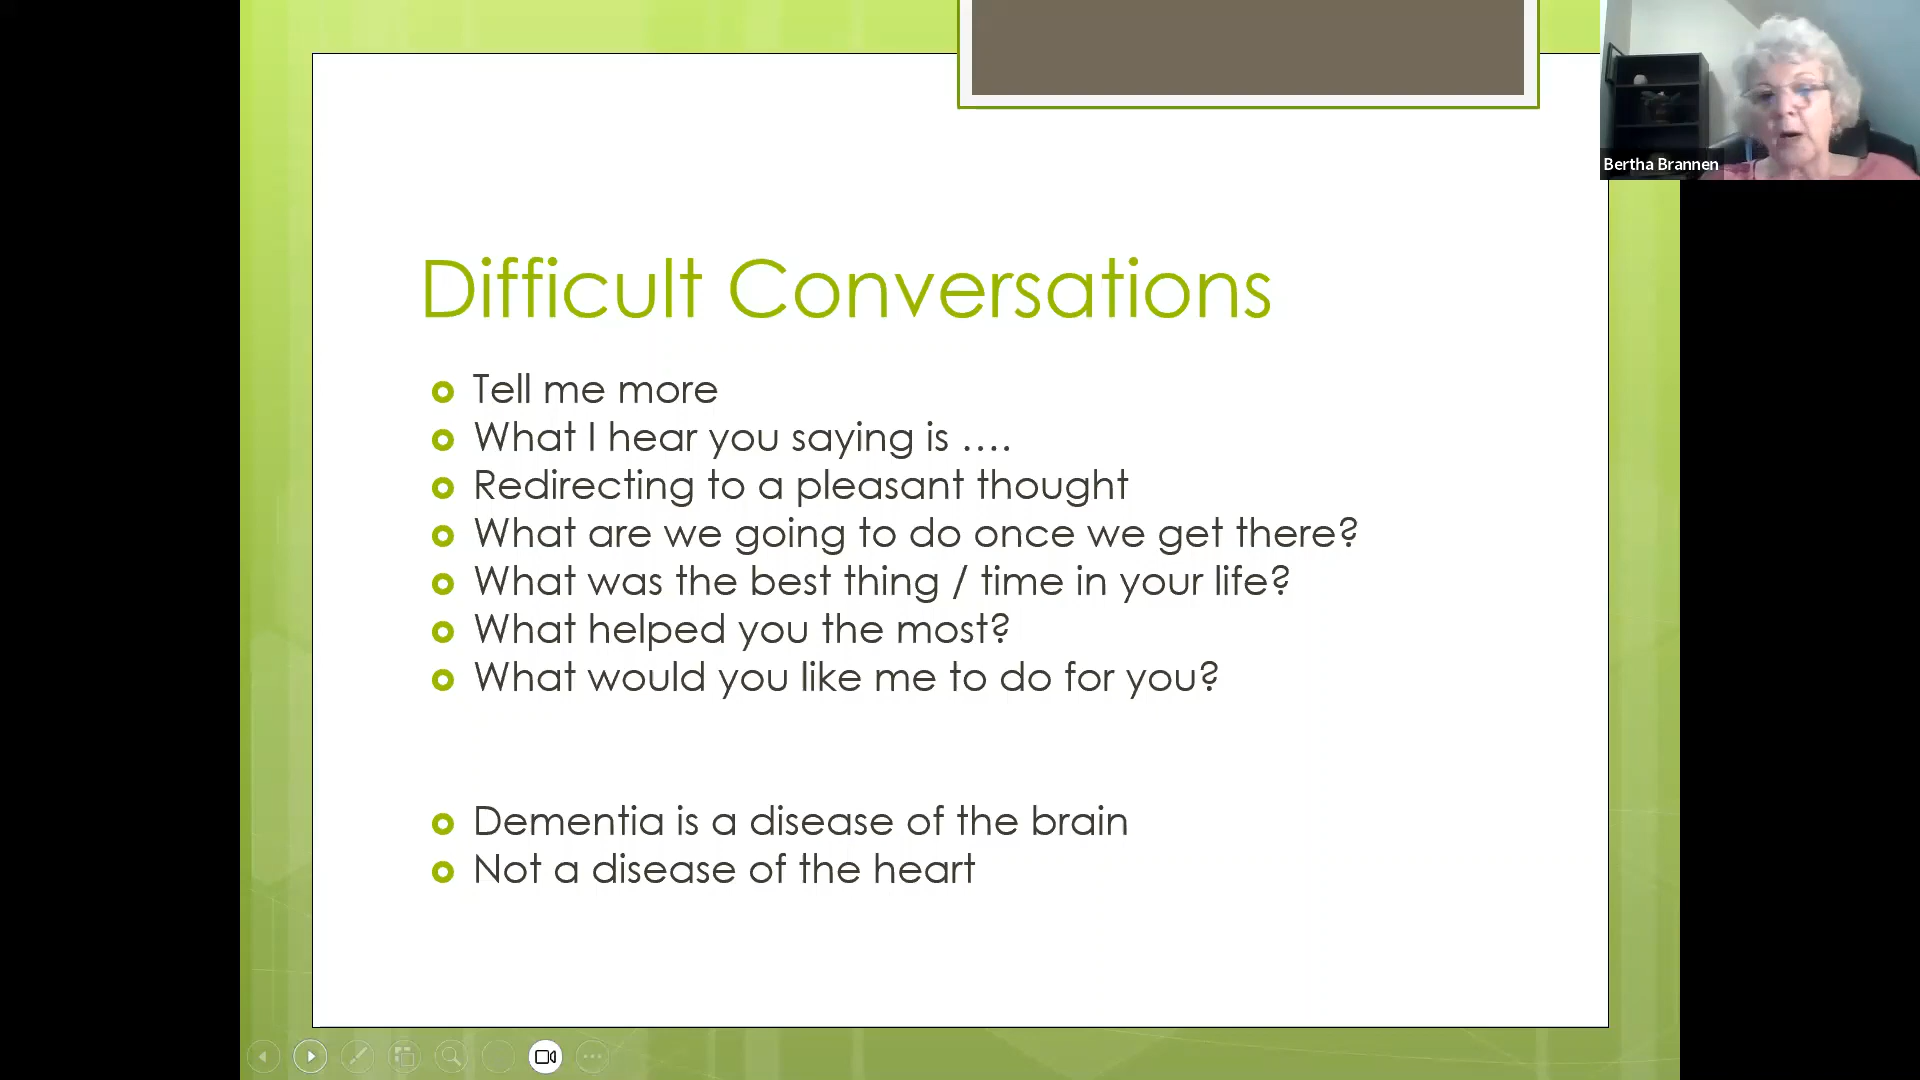 Bertha Brannen
Difficult Conversations
Tell me more
What I hear you saying is ....
Redirecting to a pleasant thought
What are we going to do once we get there?
What was the best thing / time in your life?
What helped you the most?
What would you like me to do for you?
Dementia is a disease of the brain
Not a disease of the heart